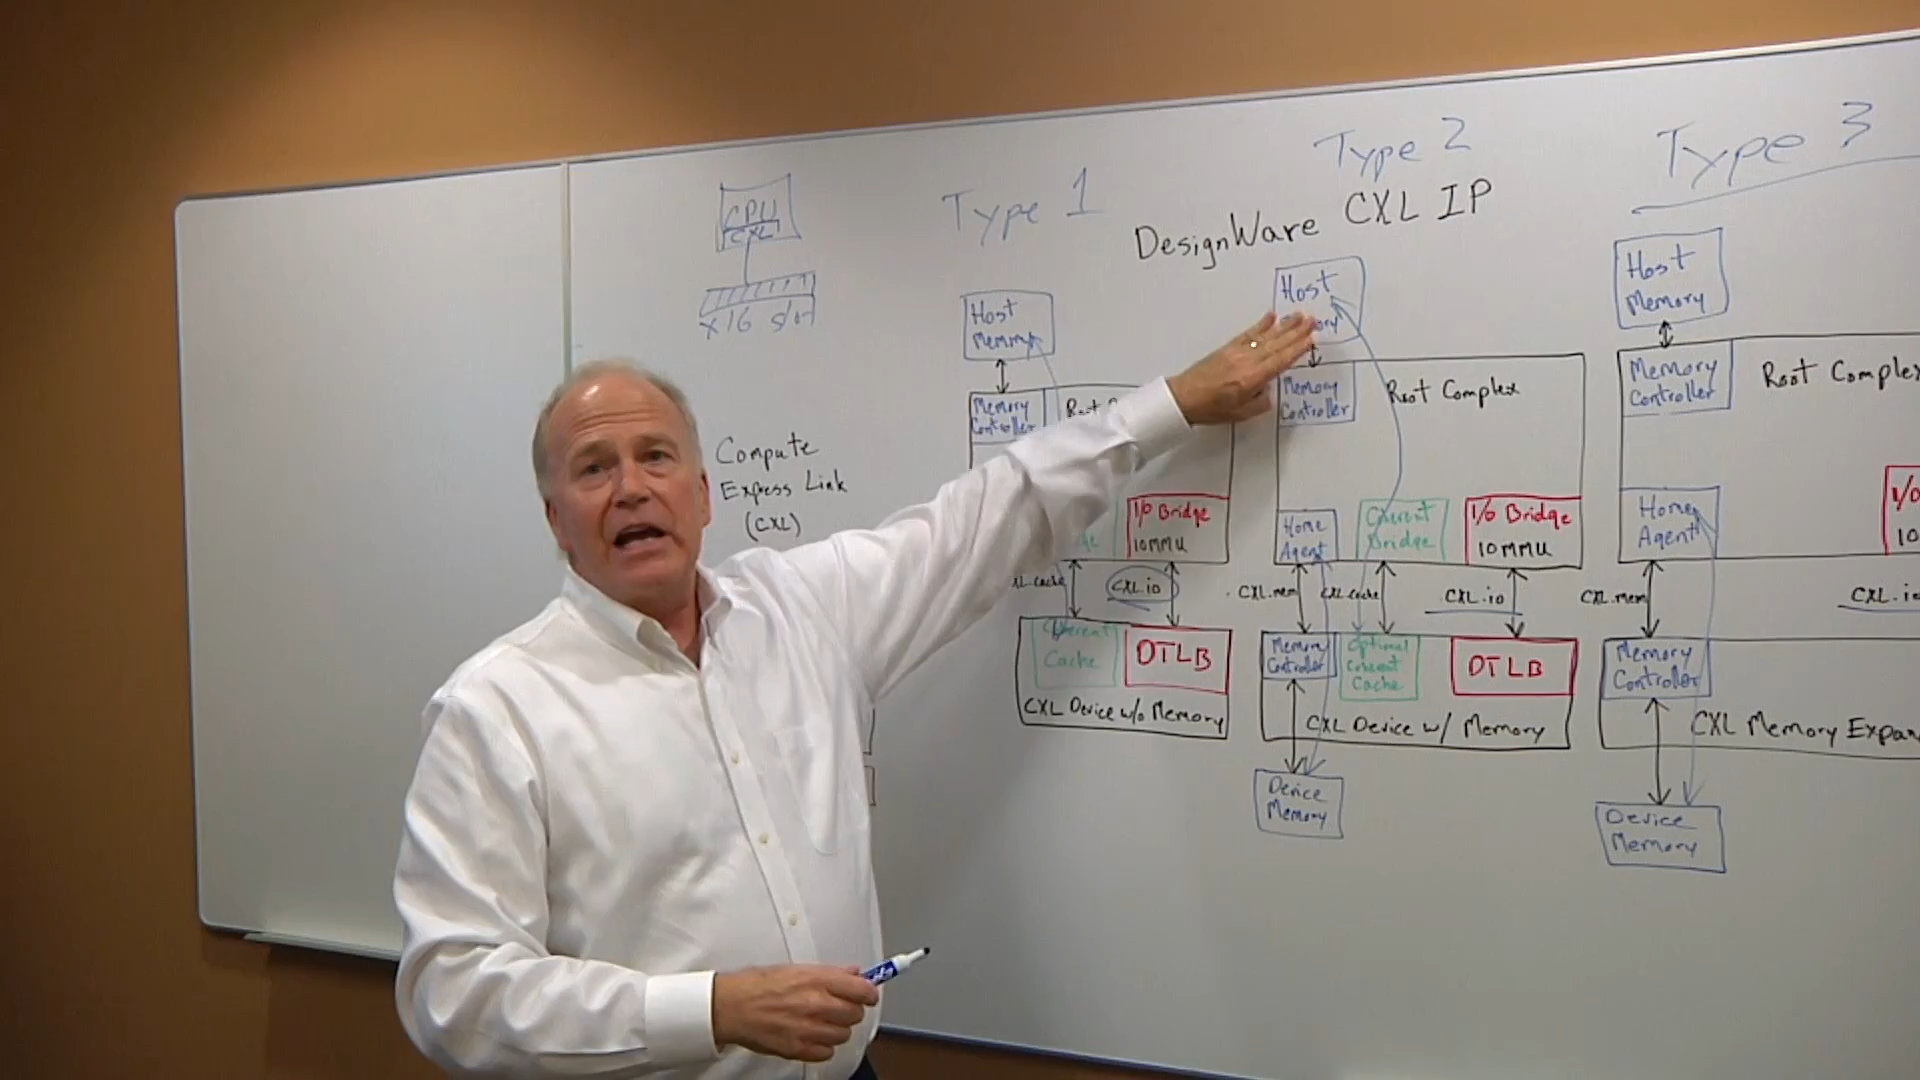 CPU
CXL
x16 slot
Compute
Express Link
(CXL)
DesignWare CXL IP
Type 1
Host
Memory
Memory
Controller
I/O Bridge
IOMMU
CXL.io
Coherent
Cache
DTLB
CXL Device w/o Memory
Type 2
Host
Memory
Controller
Root Complex
Home
Agent
Coherent
Bridge
I/O Bridge
IOMMU
CXL.mem
CXL.cache
CXL.io
Memory
Controller
Optional
Coherent
Cache
DTLB
CXL Device w/ Memory
Device
Memory
Type 3
Host
Memory
Memory
Controller
Root Complex
Home
Agent
I/O
CXL.mem
CXL.io
Memory
Controller
CXL Memory Expan
Device
Memory